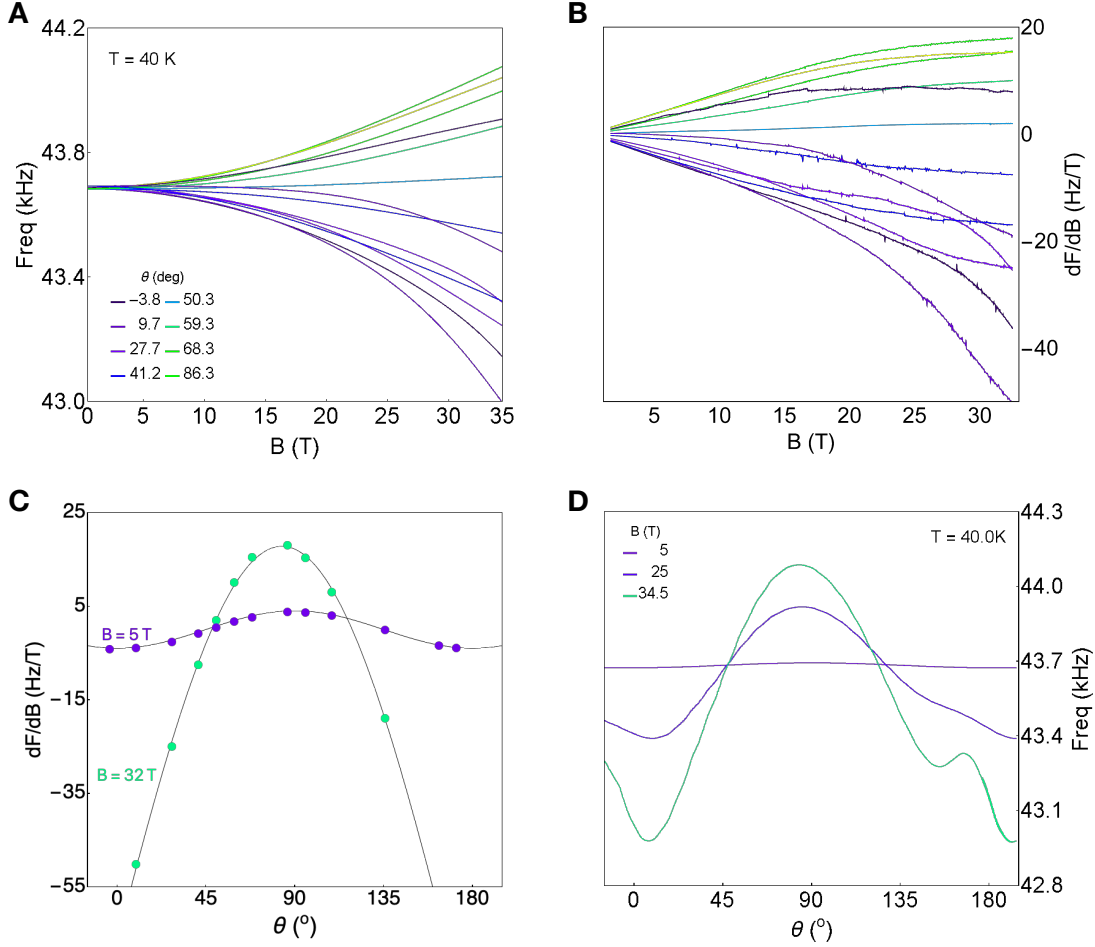 A
B
44.2
43.8
43.4
43.0
Freq (kHz)
T = 40 K
θ (deg)
−3.8 50.3
9.7 59.3
27.7 68.3
41.2 86.3
0 5 10 15 20 25 30 35
B (T)
20
0
−20
−40
dF/dB (Hz/T)
5 10 15 20 25 30
B (T)
C
D
25
5
−15
−35
−55
dF/dB (Hz/T)
B = 5 T
B = 32 T
0 45 90 135 180
θ (º)
B (T)
5
25
34.5
T = 40.0K
44.3
44.0
43.7
43.4
43.1
42.8
Freq (kHz)
0 45 90 135 180
θ (º)